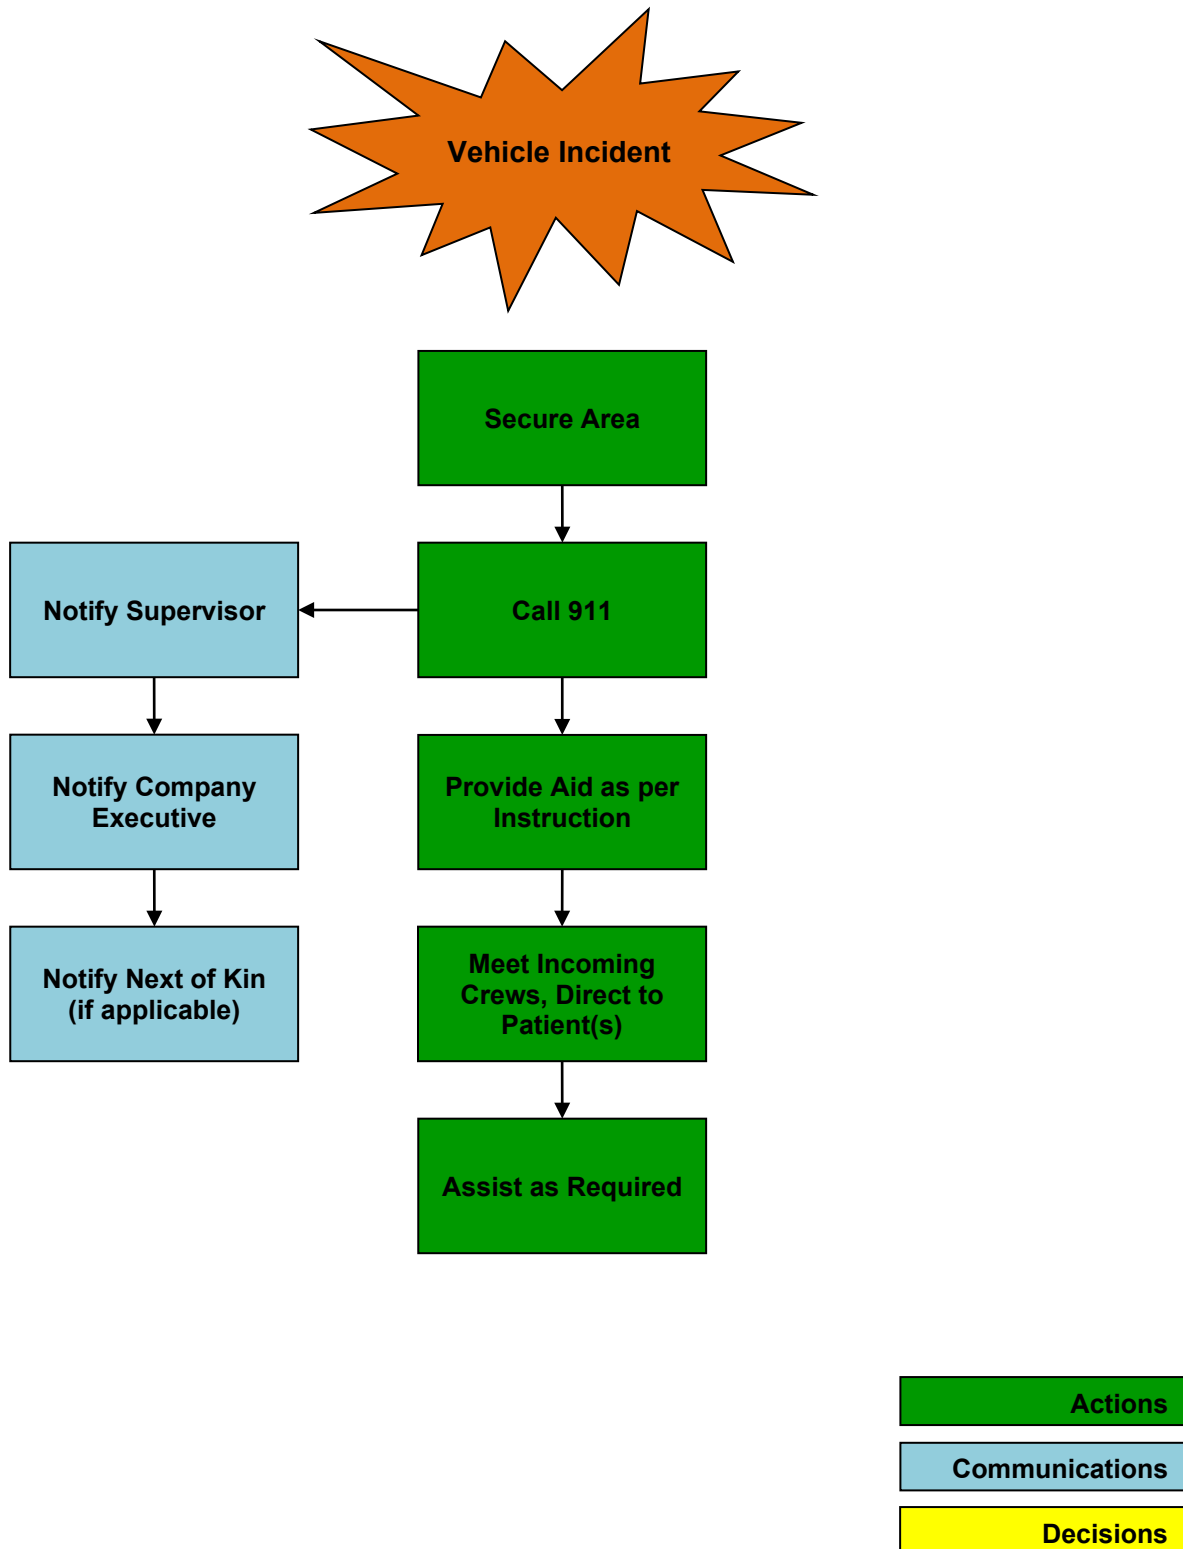 Vehicle Incident
Secure Area
Notify Supervisor
Call 911
Notify Company
Executive
Provide Aid as per
Instruction
Notify Next of Kin
(if applicable)
Meet Incoming
Crews, Direct to
Patient(s)
Assist as Required
Actions
Communications
Decisions